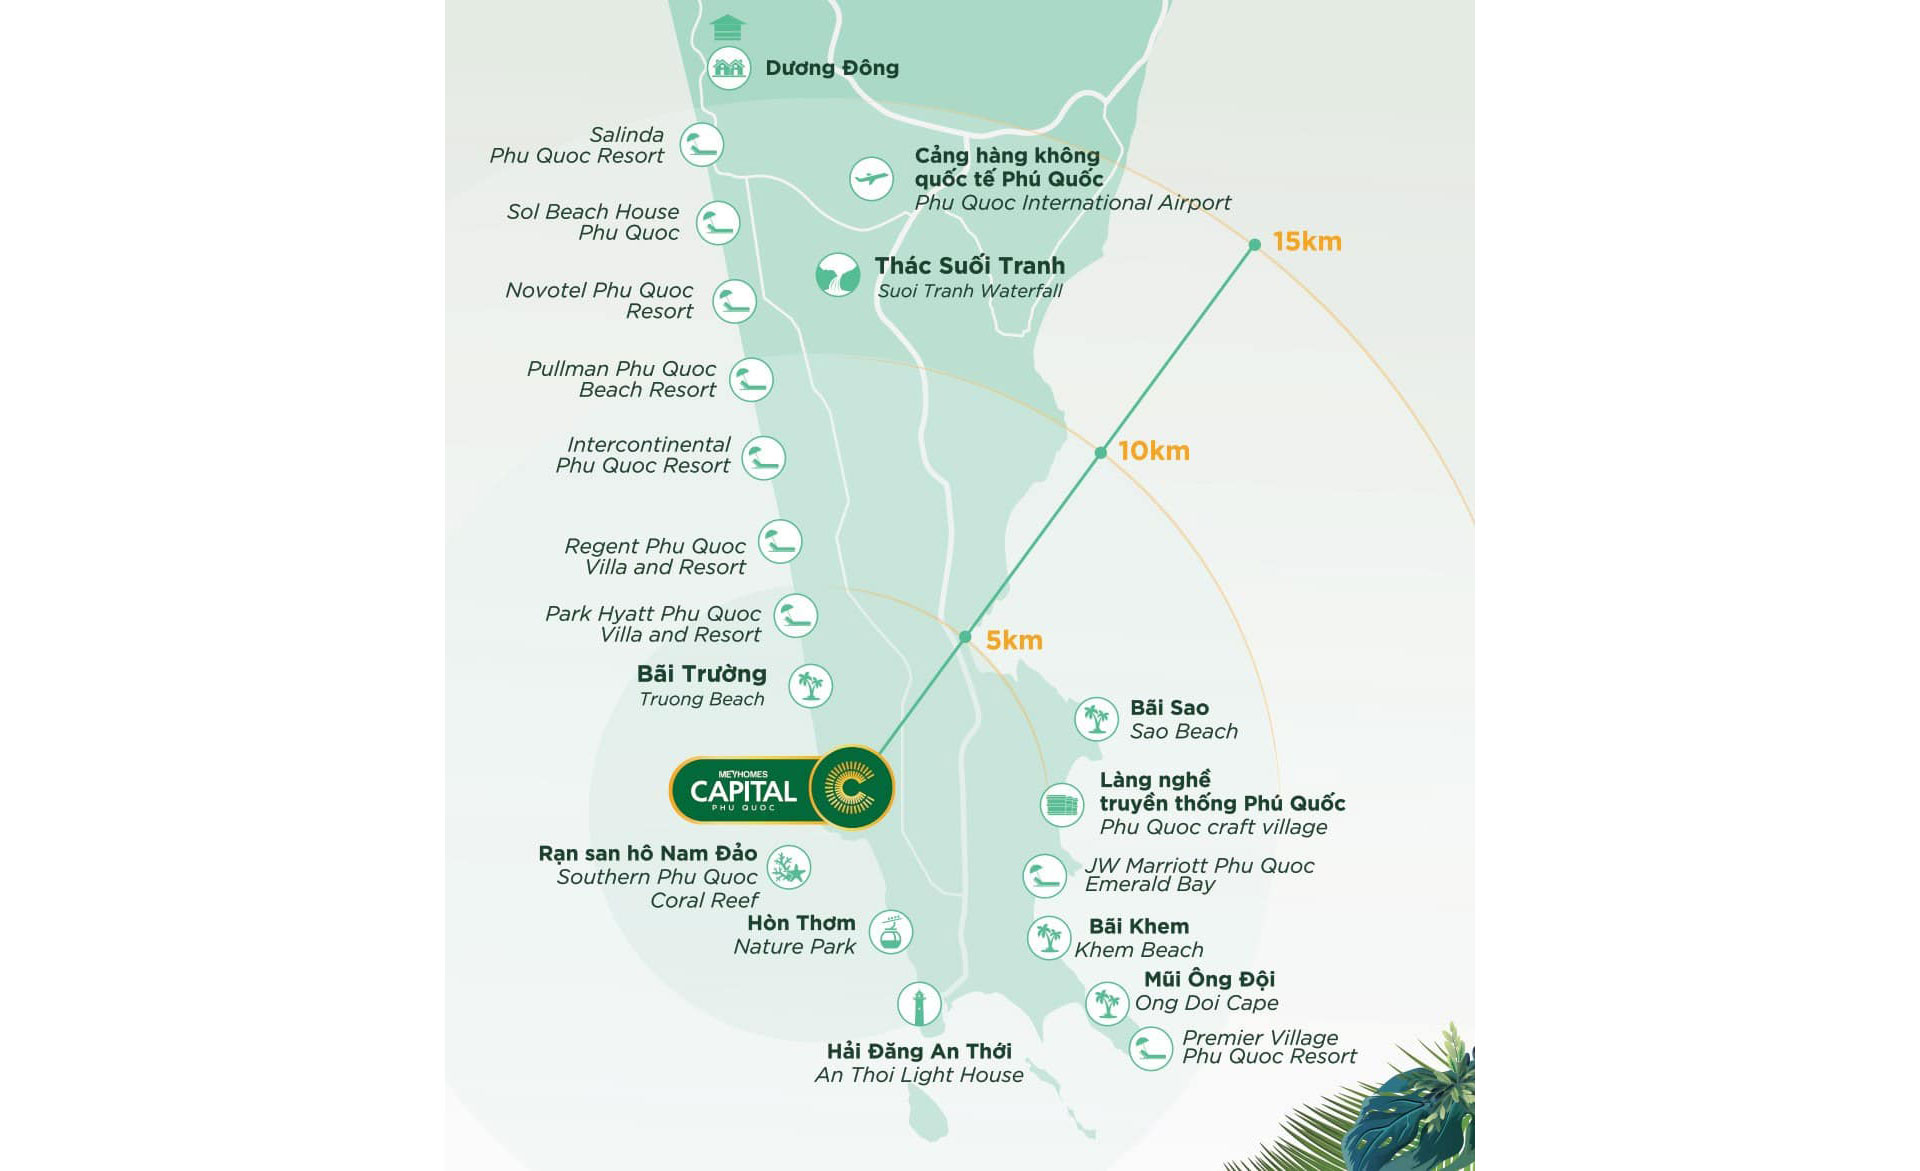 Dương Đông
Salinda
Phu Quoc Resort
Cảng hàng không
quốc tế Phú Quốc
Phu Quoc International Airport
Sol Beach House
Phu Quoc
15km
Thác Suối Tranh
Suoi Tranh Waterfall
Novotel Phu Quoc
Resort
Pullman Phu Quoc
Beach Resort
10km
Intercontinental
Phu Quoc Resort
Regent Phu Quoc
Villa and Resort
Park Hyatt Phu Quoc
Villa and Resort
5km
Bãi Trường
Truong Beach
Bãi Sao
Sao Beach
MEYHOMES
CAPITAL
PHU QUOC
Làng nghề
truyền thống Phú Quốc
Phu Quoc craft village
Rạn san hô Nam Đảo
Southern Phu Quoc
Coral Reef
JW Marriott Phu Quoc
Emerald Bay
Hòn Thơm
Nature Park
Bãi Khem
Khem Beach
Mũi Ông Đội
Ong Doi Cape
Hải Đăng An Thới
An Thoi Light House
Premier Village
Phu Quoc Resort